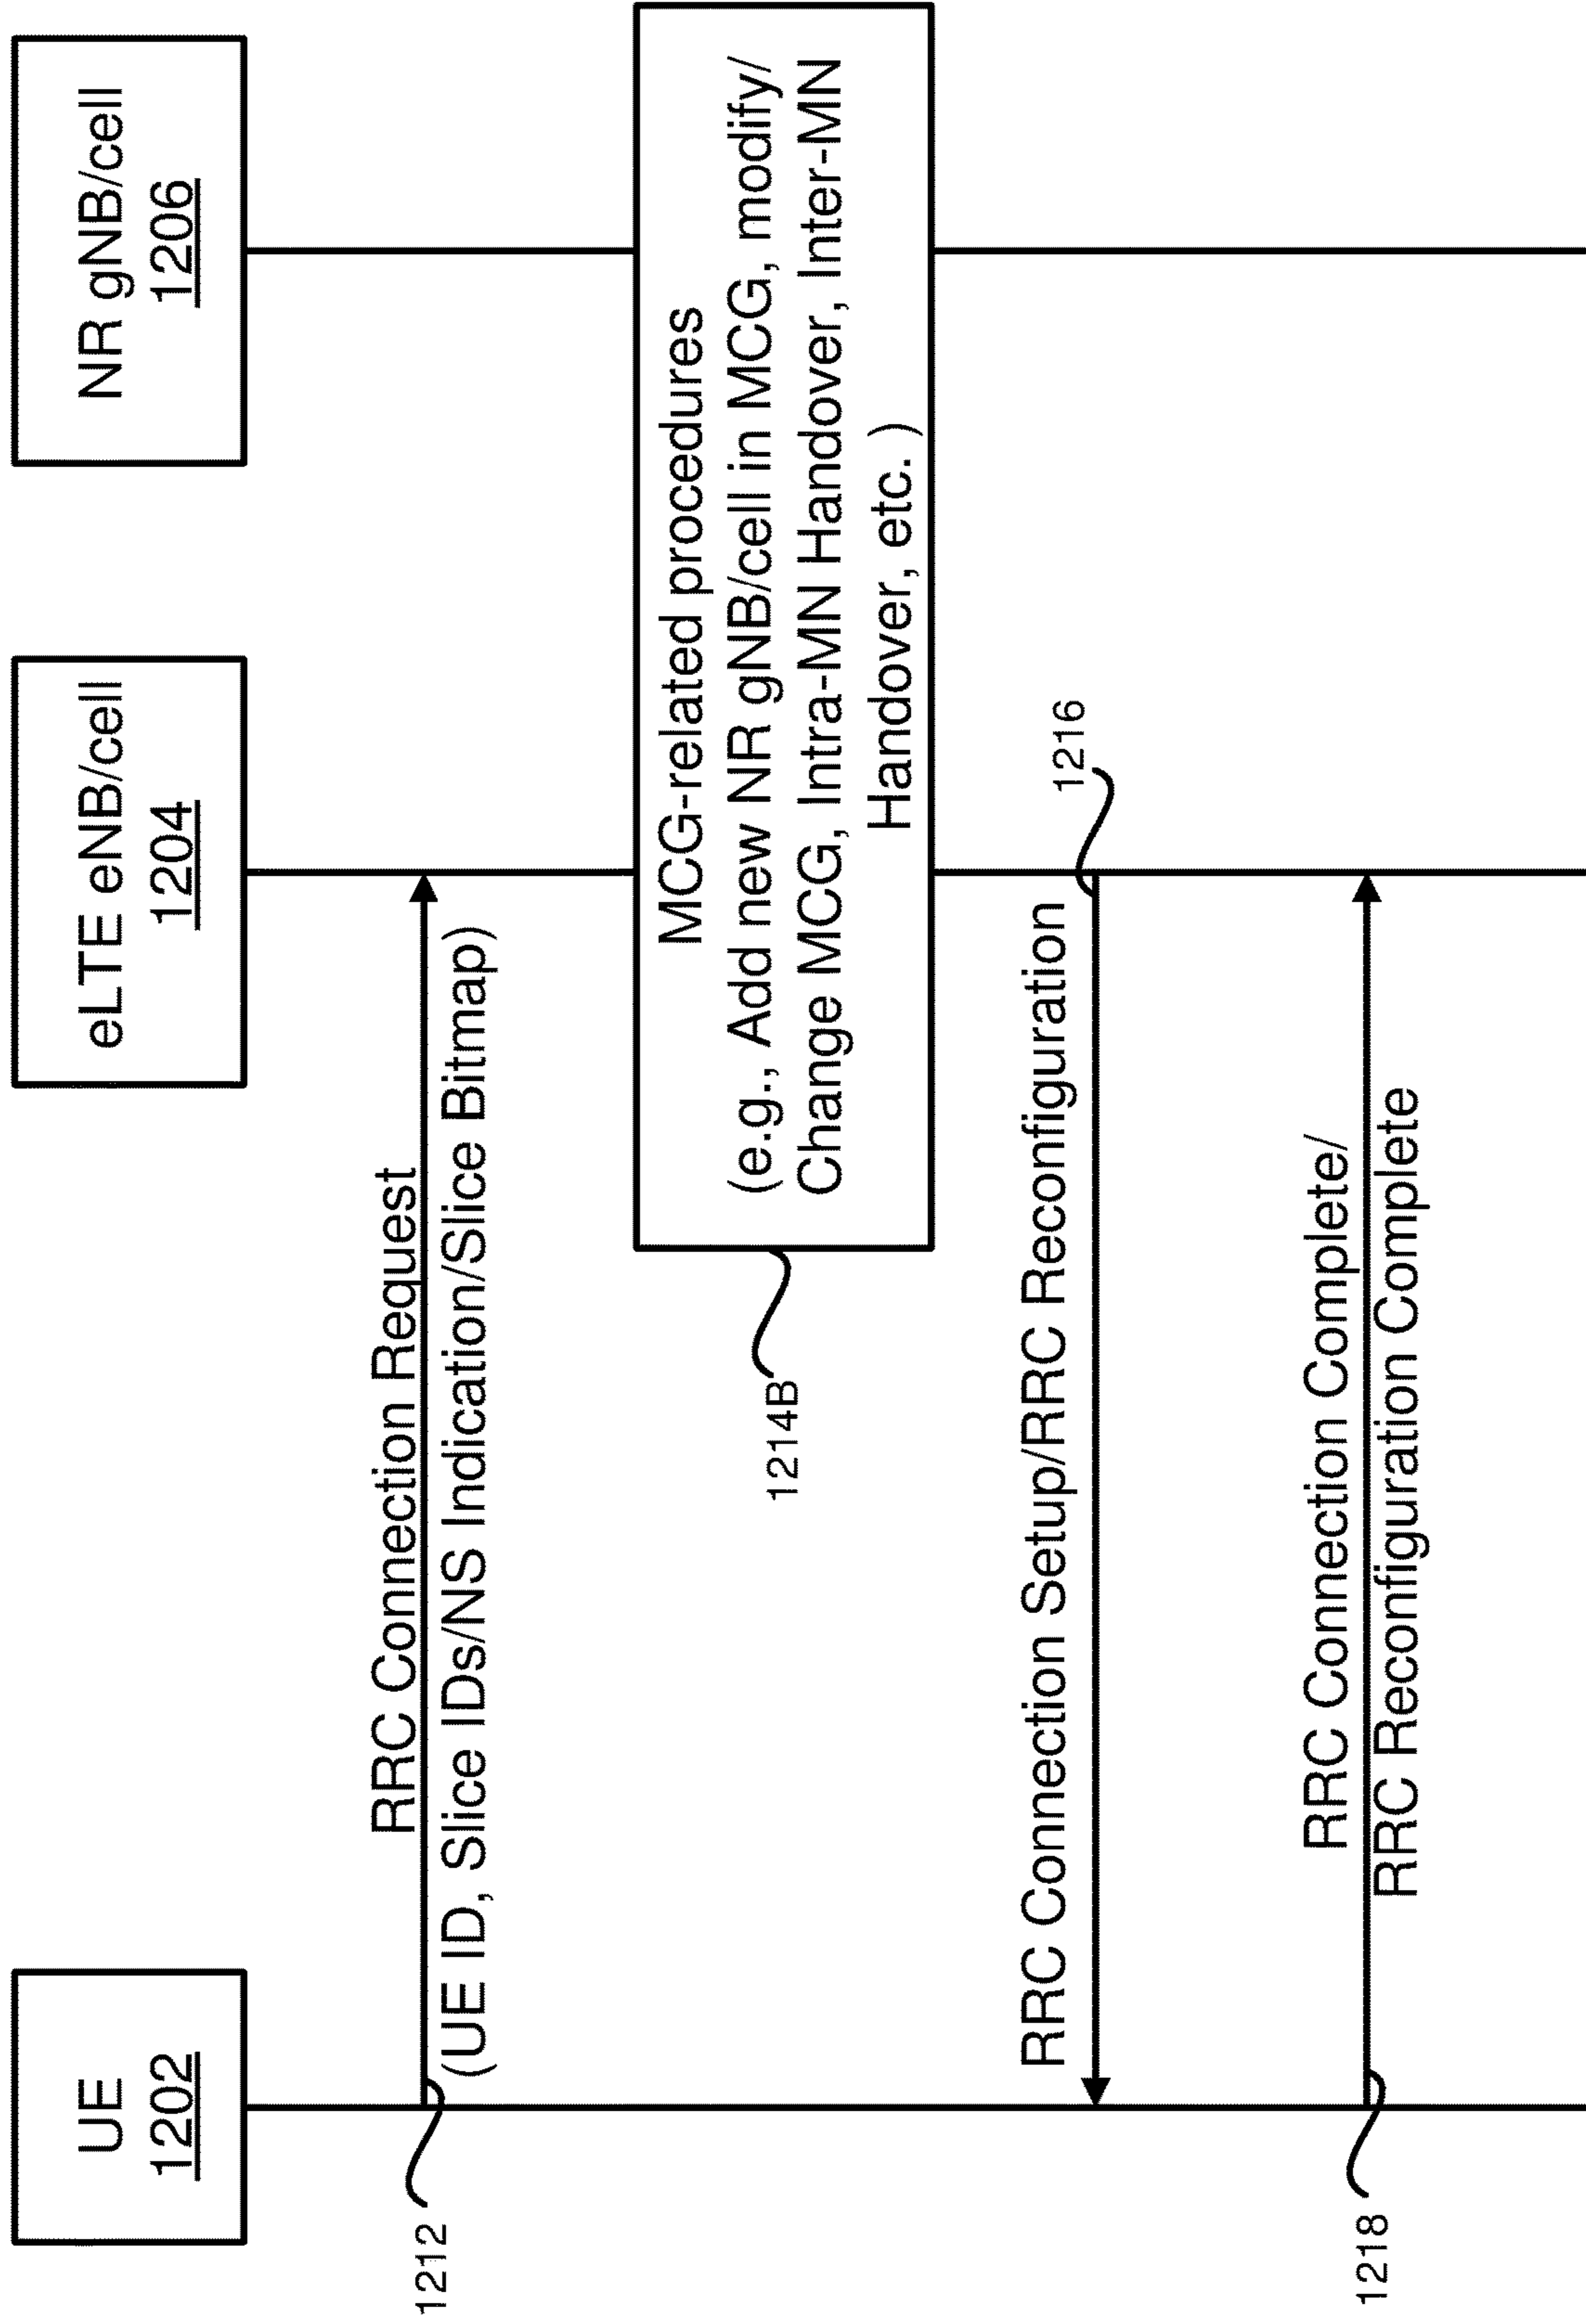 UE
1202
eLTE eNB/cell
1204
NR gNB/cell
1206
RRC Connection Request
(UE ID, Slice IDs/NS Indication/Slice Bitmap)
1212
MCG-related procedures
(e.g., Add new NR gNB/cell in MCG, modify/
Change MCG, Intra-MN Handover, Inter-MN
Handover, etc. )
1214B
RRC Connection Setup/RRC Reconfiguration
1216
RRC Connection Complete/
RRC Reconfiguration Complete
1218